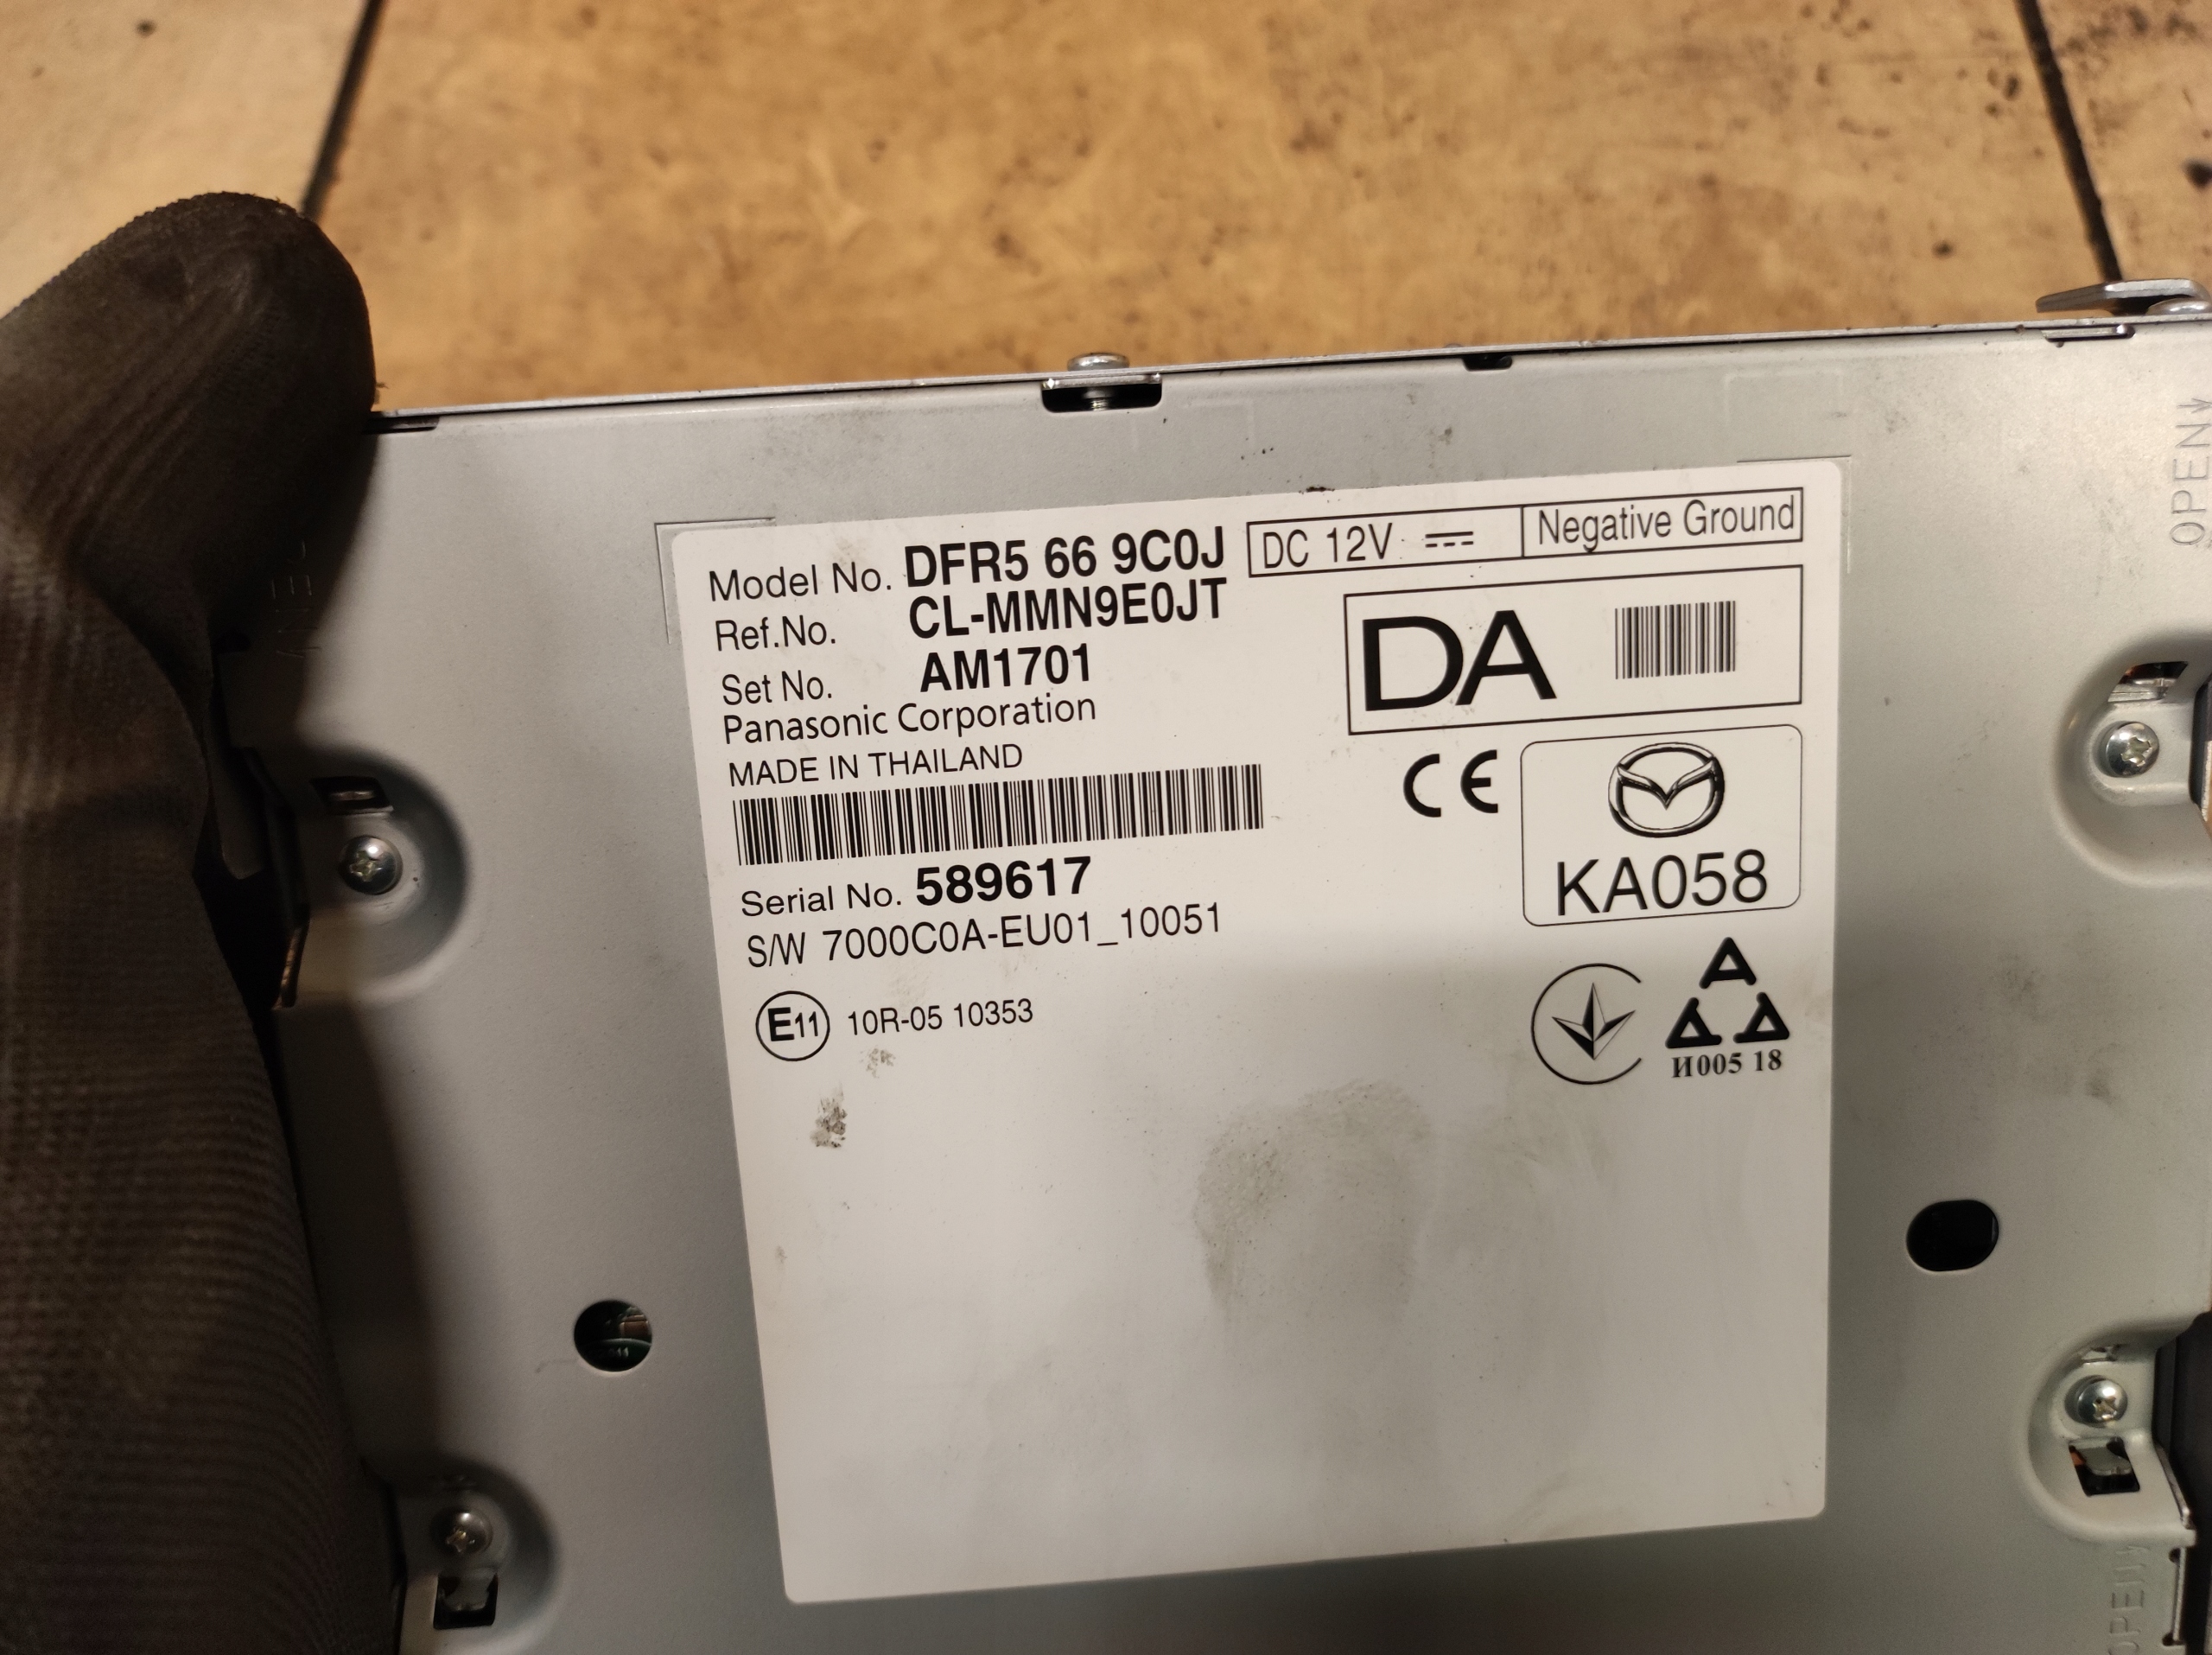 Model No. DFR5 66 9C0J
DC 12V
Negative Ground
Ref.No. CL-MMN9E0JT
Set No. AM1701
DA
Panasonic Corporation
MADE IN THAILAND
CE
KA058
Serial No. 589617
S/W 7000C0A-EU01_10051
E11 10R-05 10353
И005 18
OPEN
OPEN